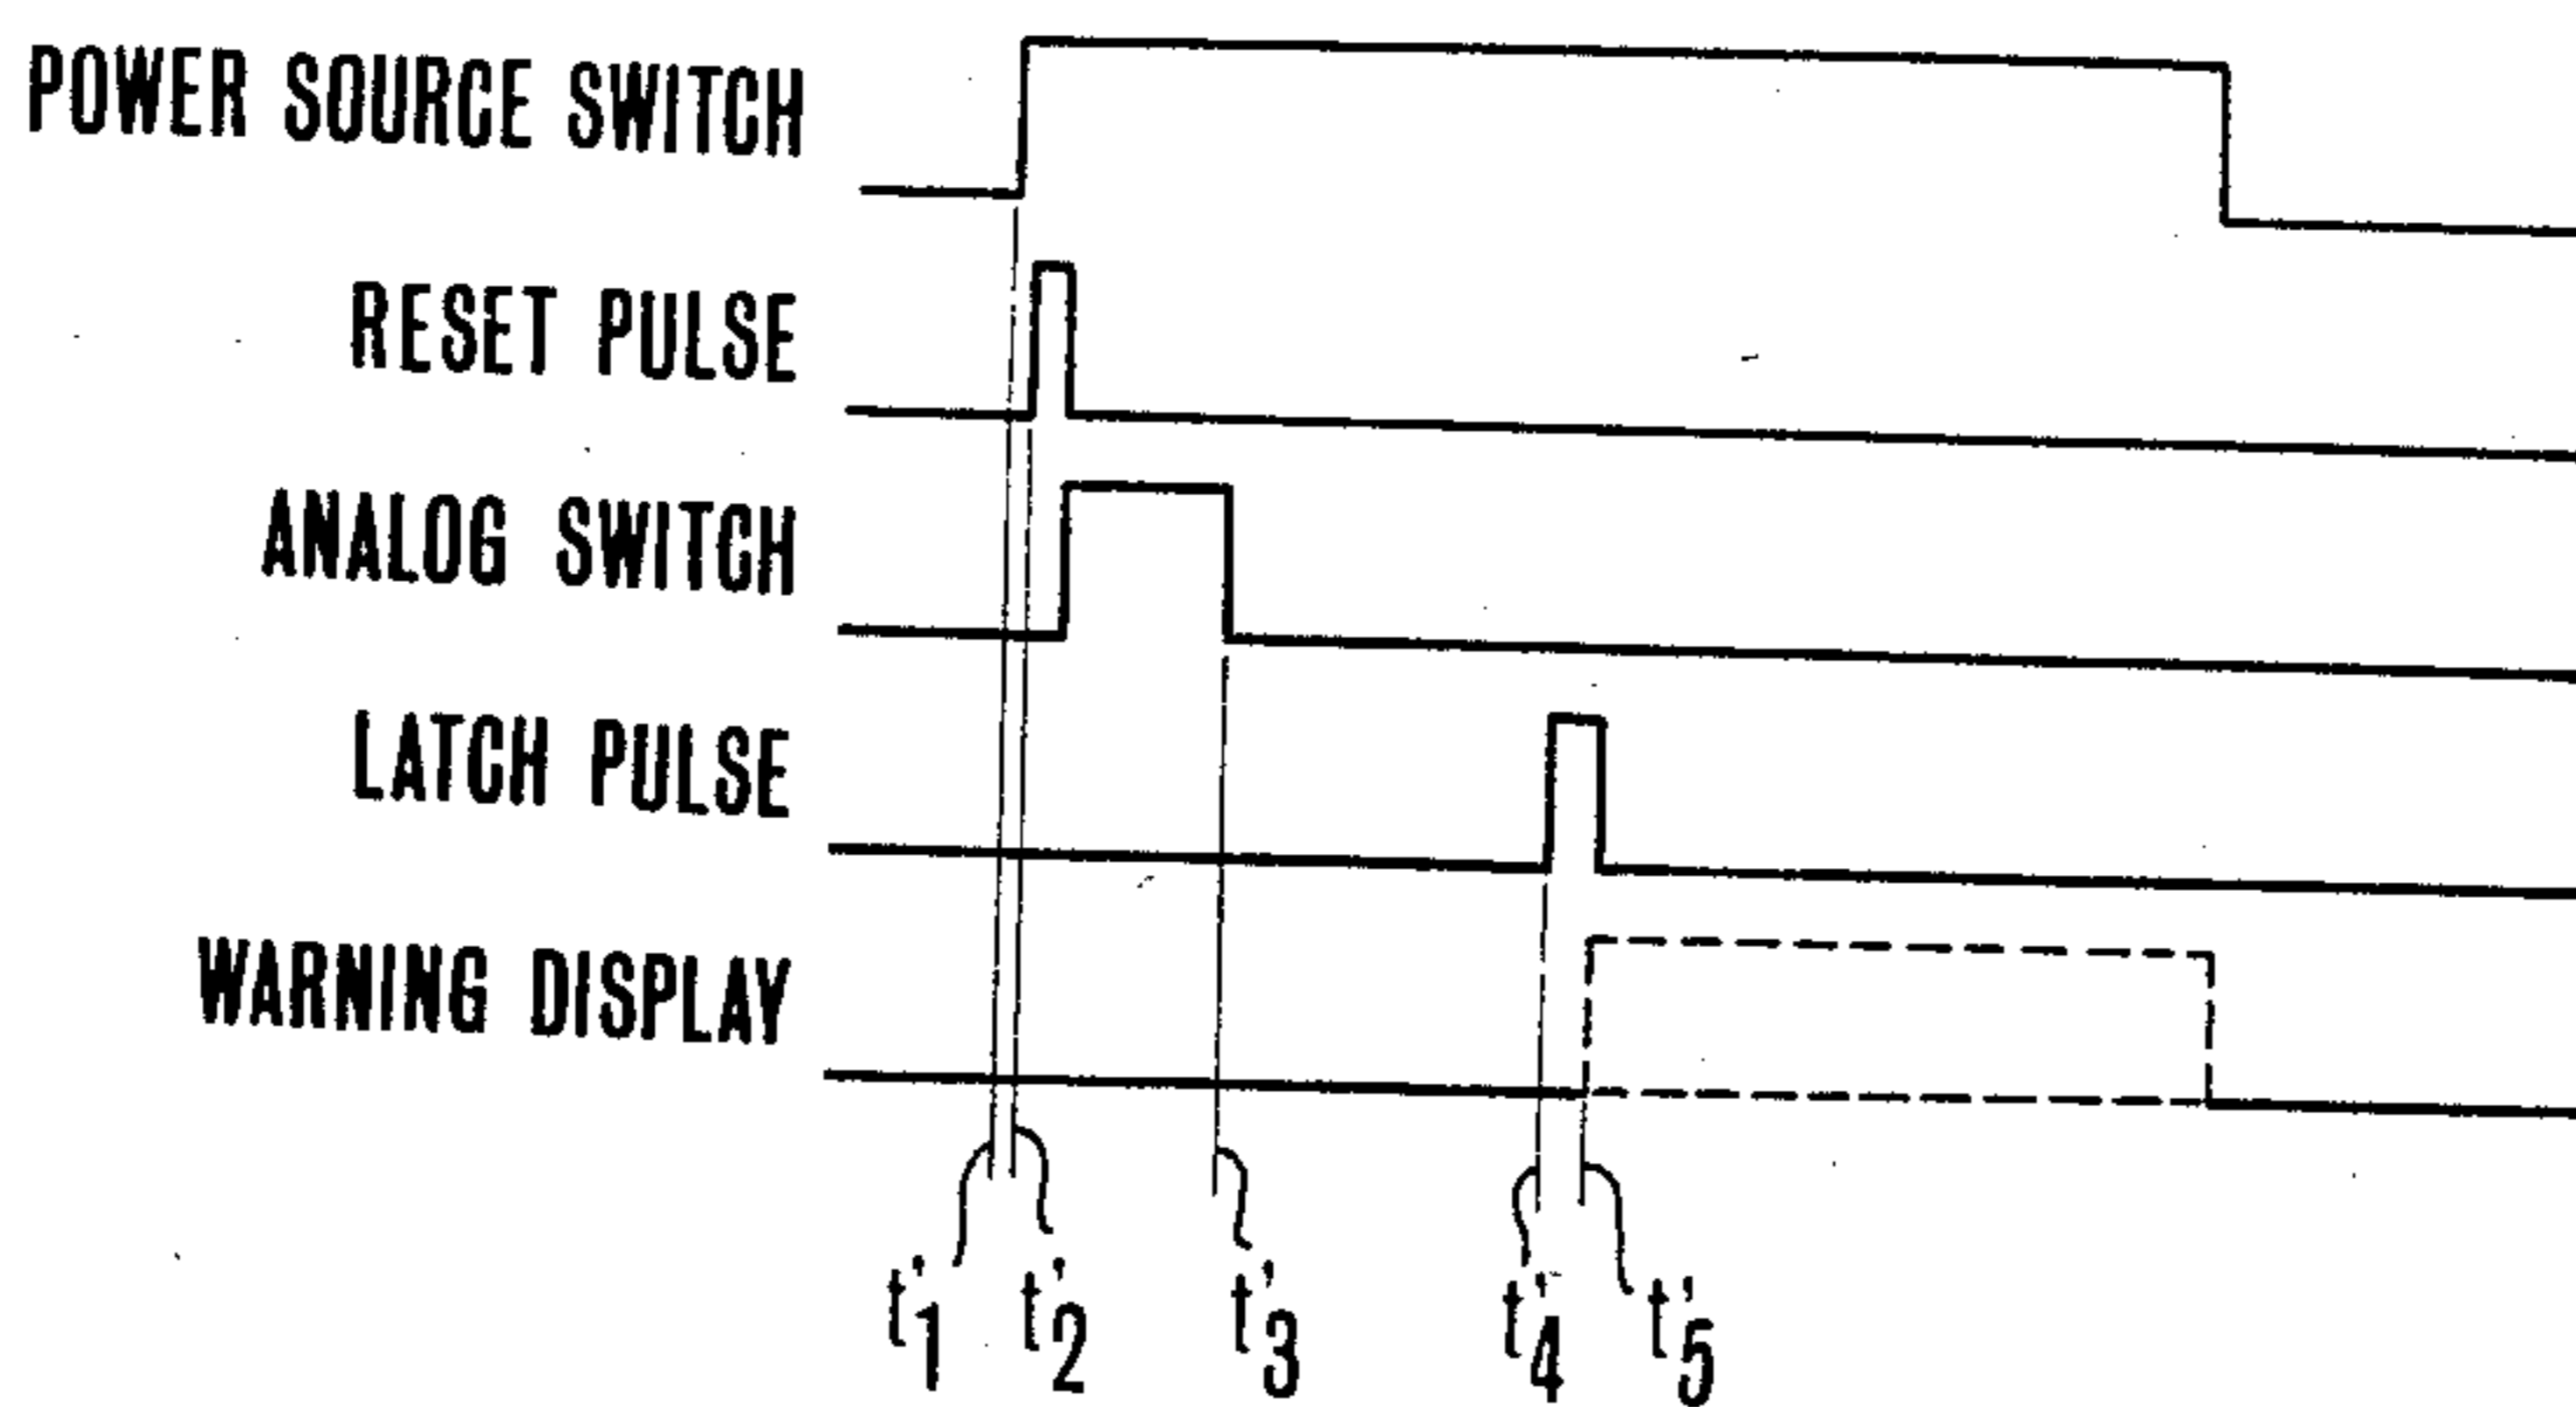 POWER SOURCE SWITCH
RESET PULSE
ANALOG SWITCH
LATCH PULSE
WARNING DISPLAY
t'1 t'2 t'3 t'4 t'5